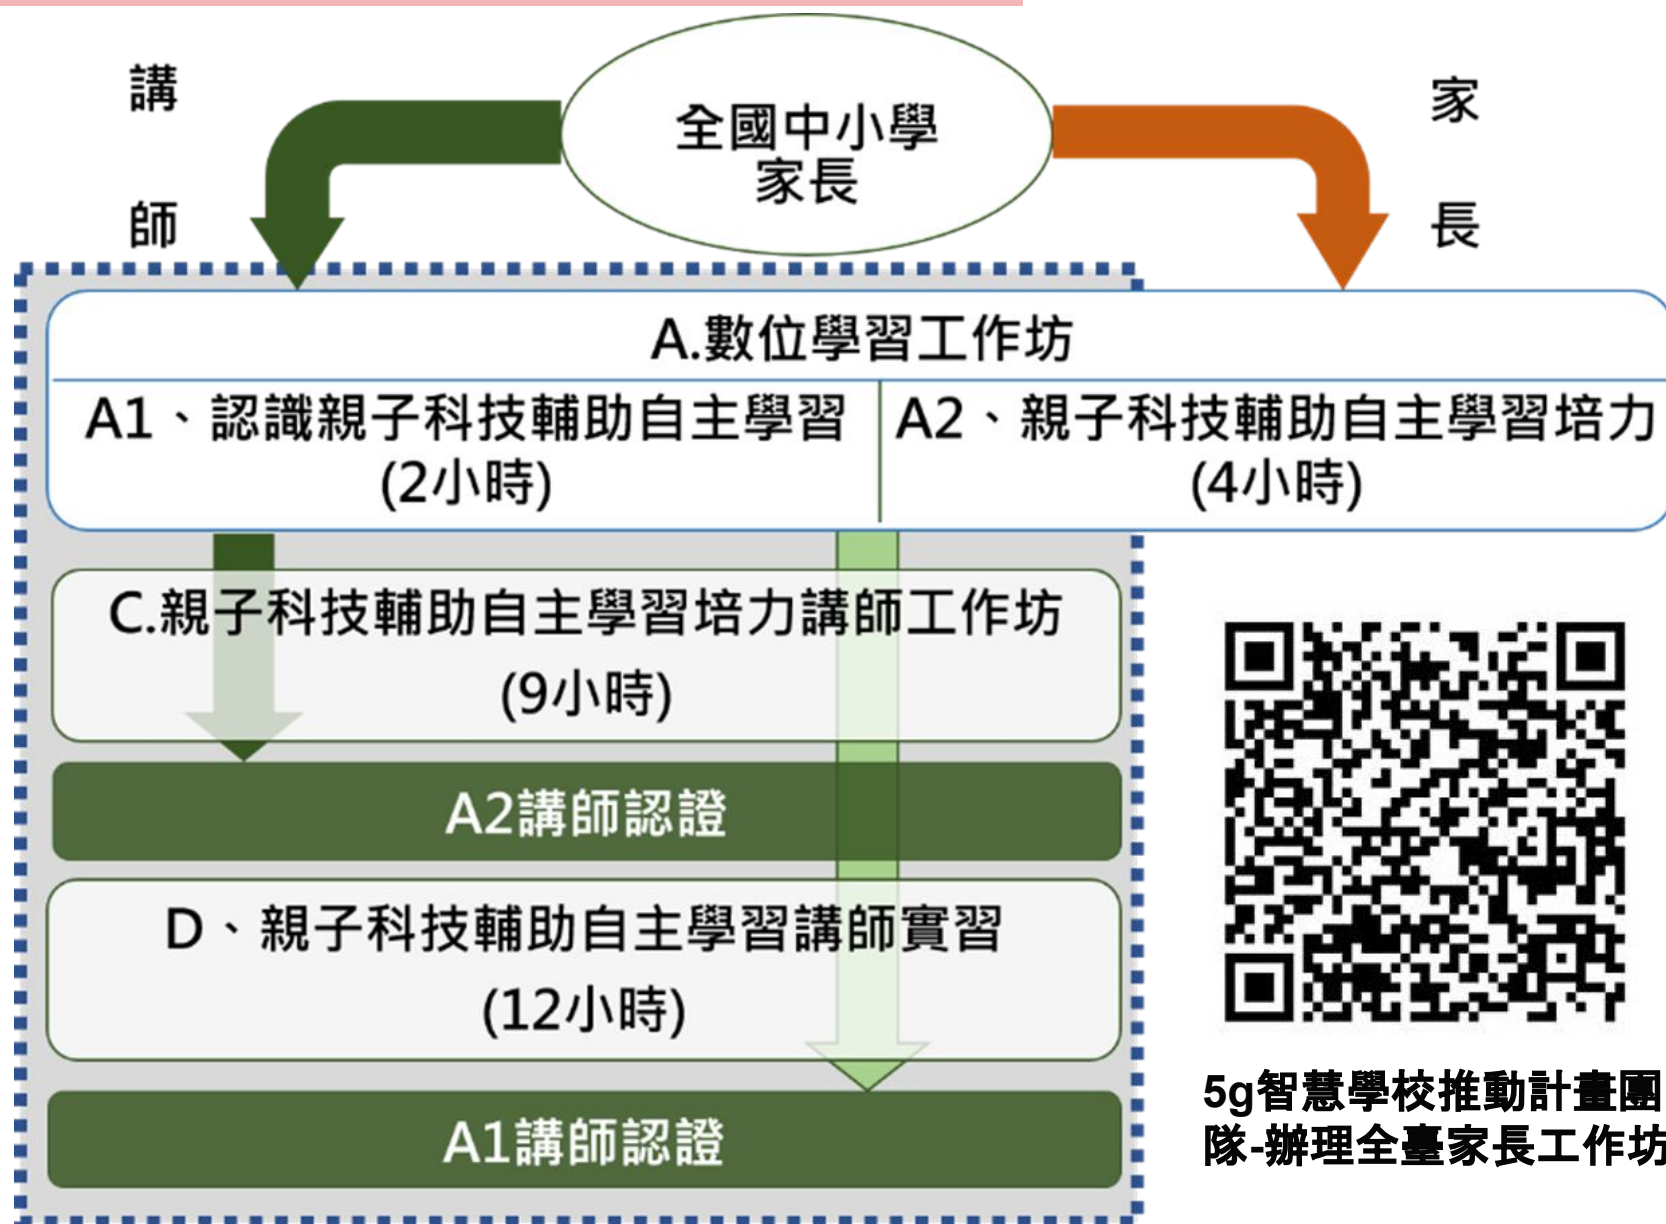 講師
全國中小學
家長
家長
A.數位學習工作坊
A1、認識親子科技輔助自主學習
(2小時)
A2、親子科技輔助自主學習培力
(4小時)
C.親子科技輔助自主學習培力講師工作坊
(9小時)
A2講師認證
D、親子科技輔助自主學習講師實習
(12小時)
A1講師認證
5g智慧學校推動計畫團
隊-辦理全臺家長工作坊